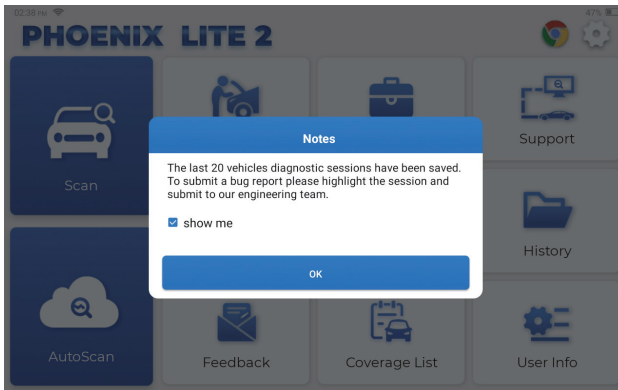 02:38 PM
47%
PHOENIX LITE 2
Notes
The last 20 vehicles diagnostic sessions have been saved.
To submit a bug report please highlight the session and
submit to our engineering team.
show me
OK
Scan
Support
History
AutoScan
Feedback
Coverage List
User Info